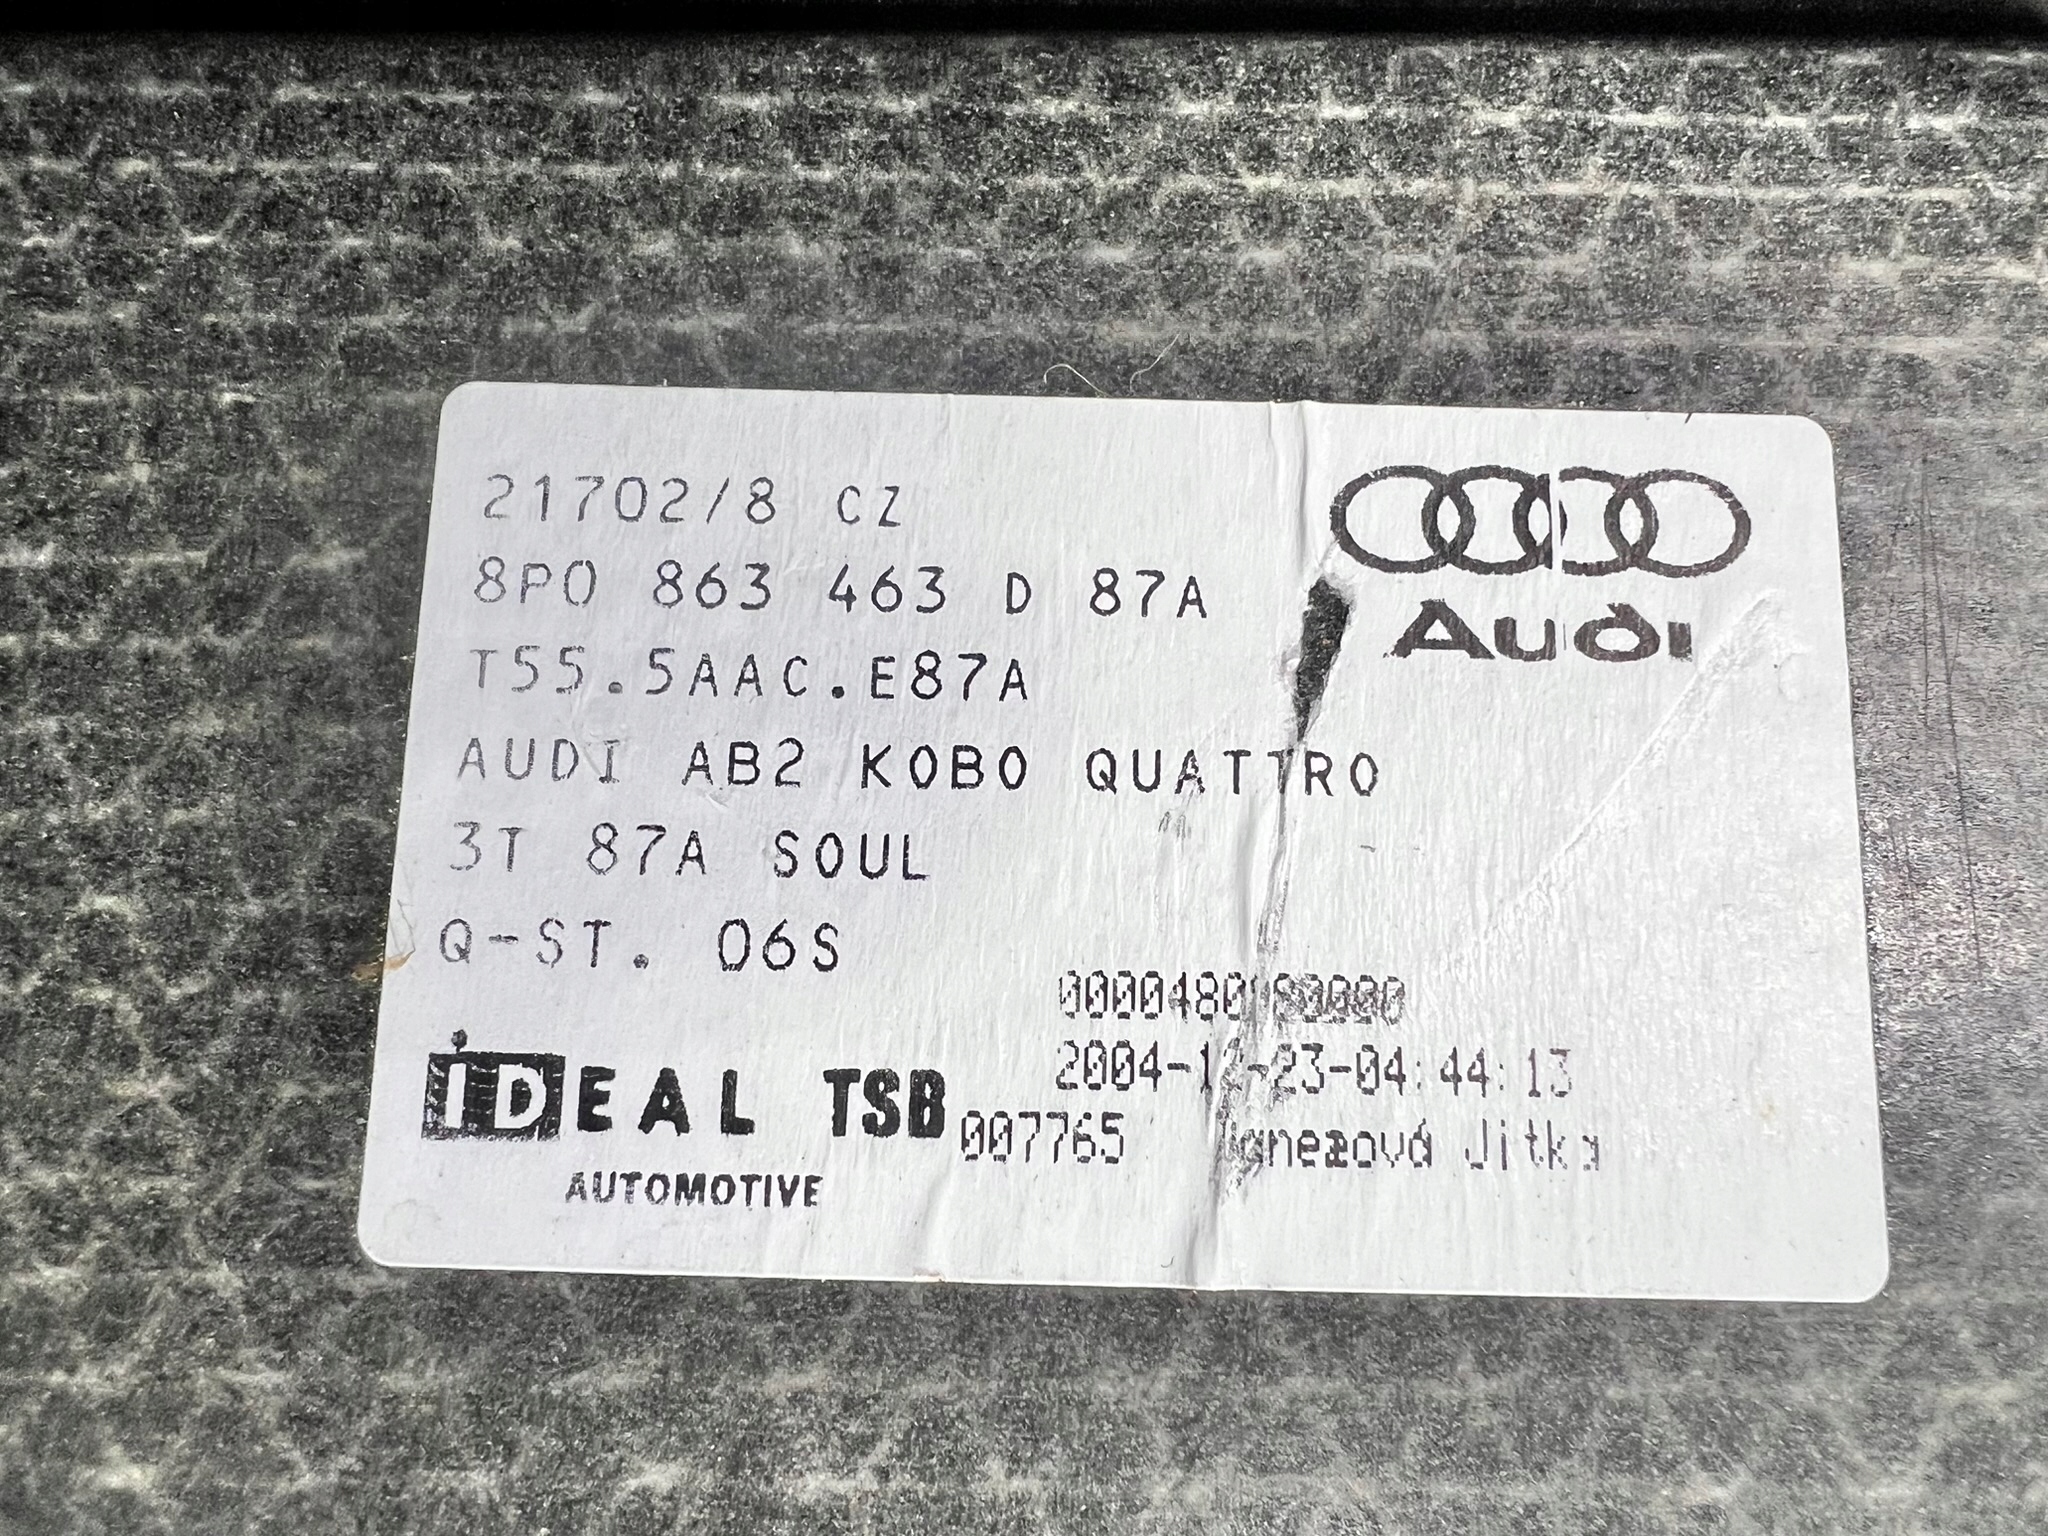 21702/8 CZ
8P0 863 463 D 87A
T55.5AAC.E87A
AUDI AB2 KOBO QUATTRO
3T 87A SOUL
Q-ST. 06S
Audi
2004-12-23-04:44:13
iDEAL TSB
007765 Jitka
AUTOMOTIVE